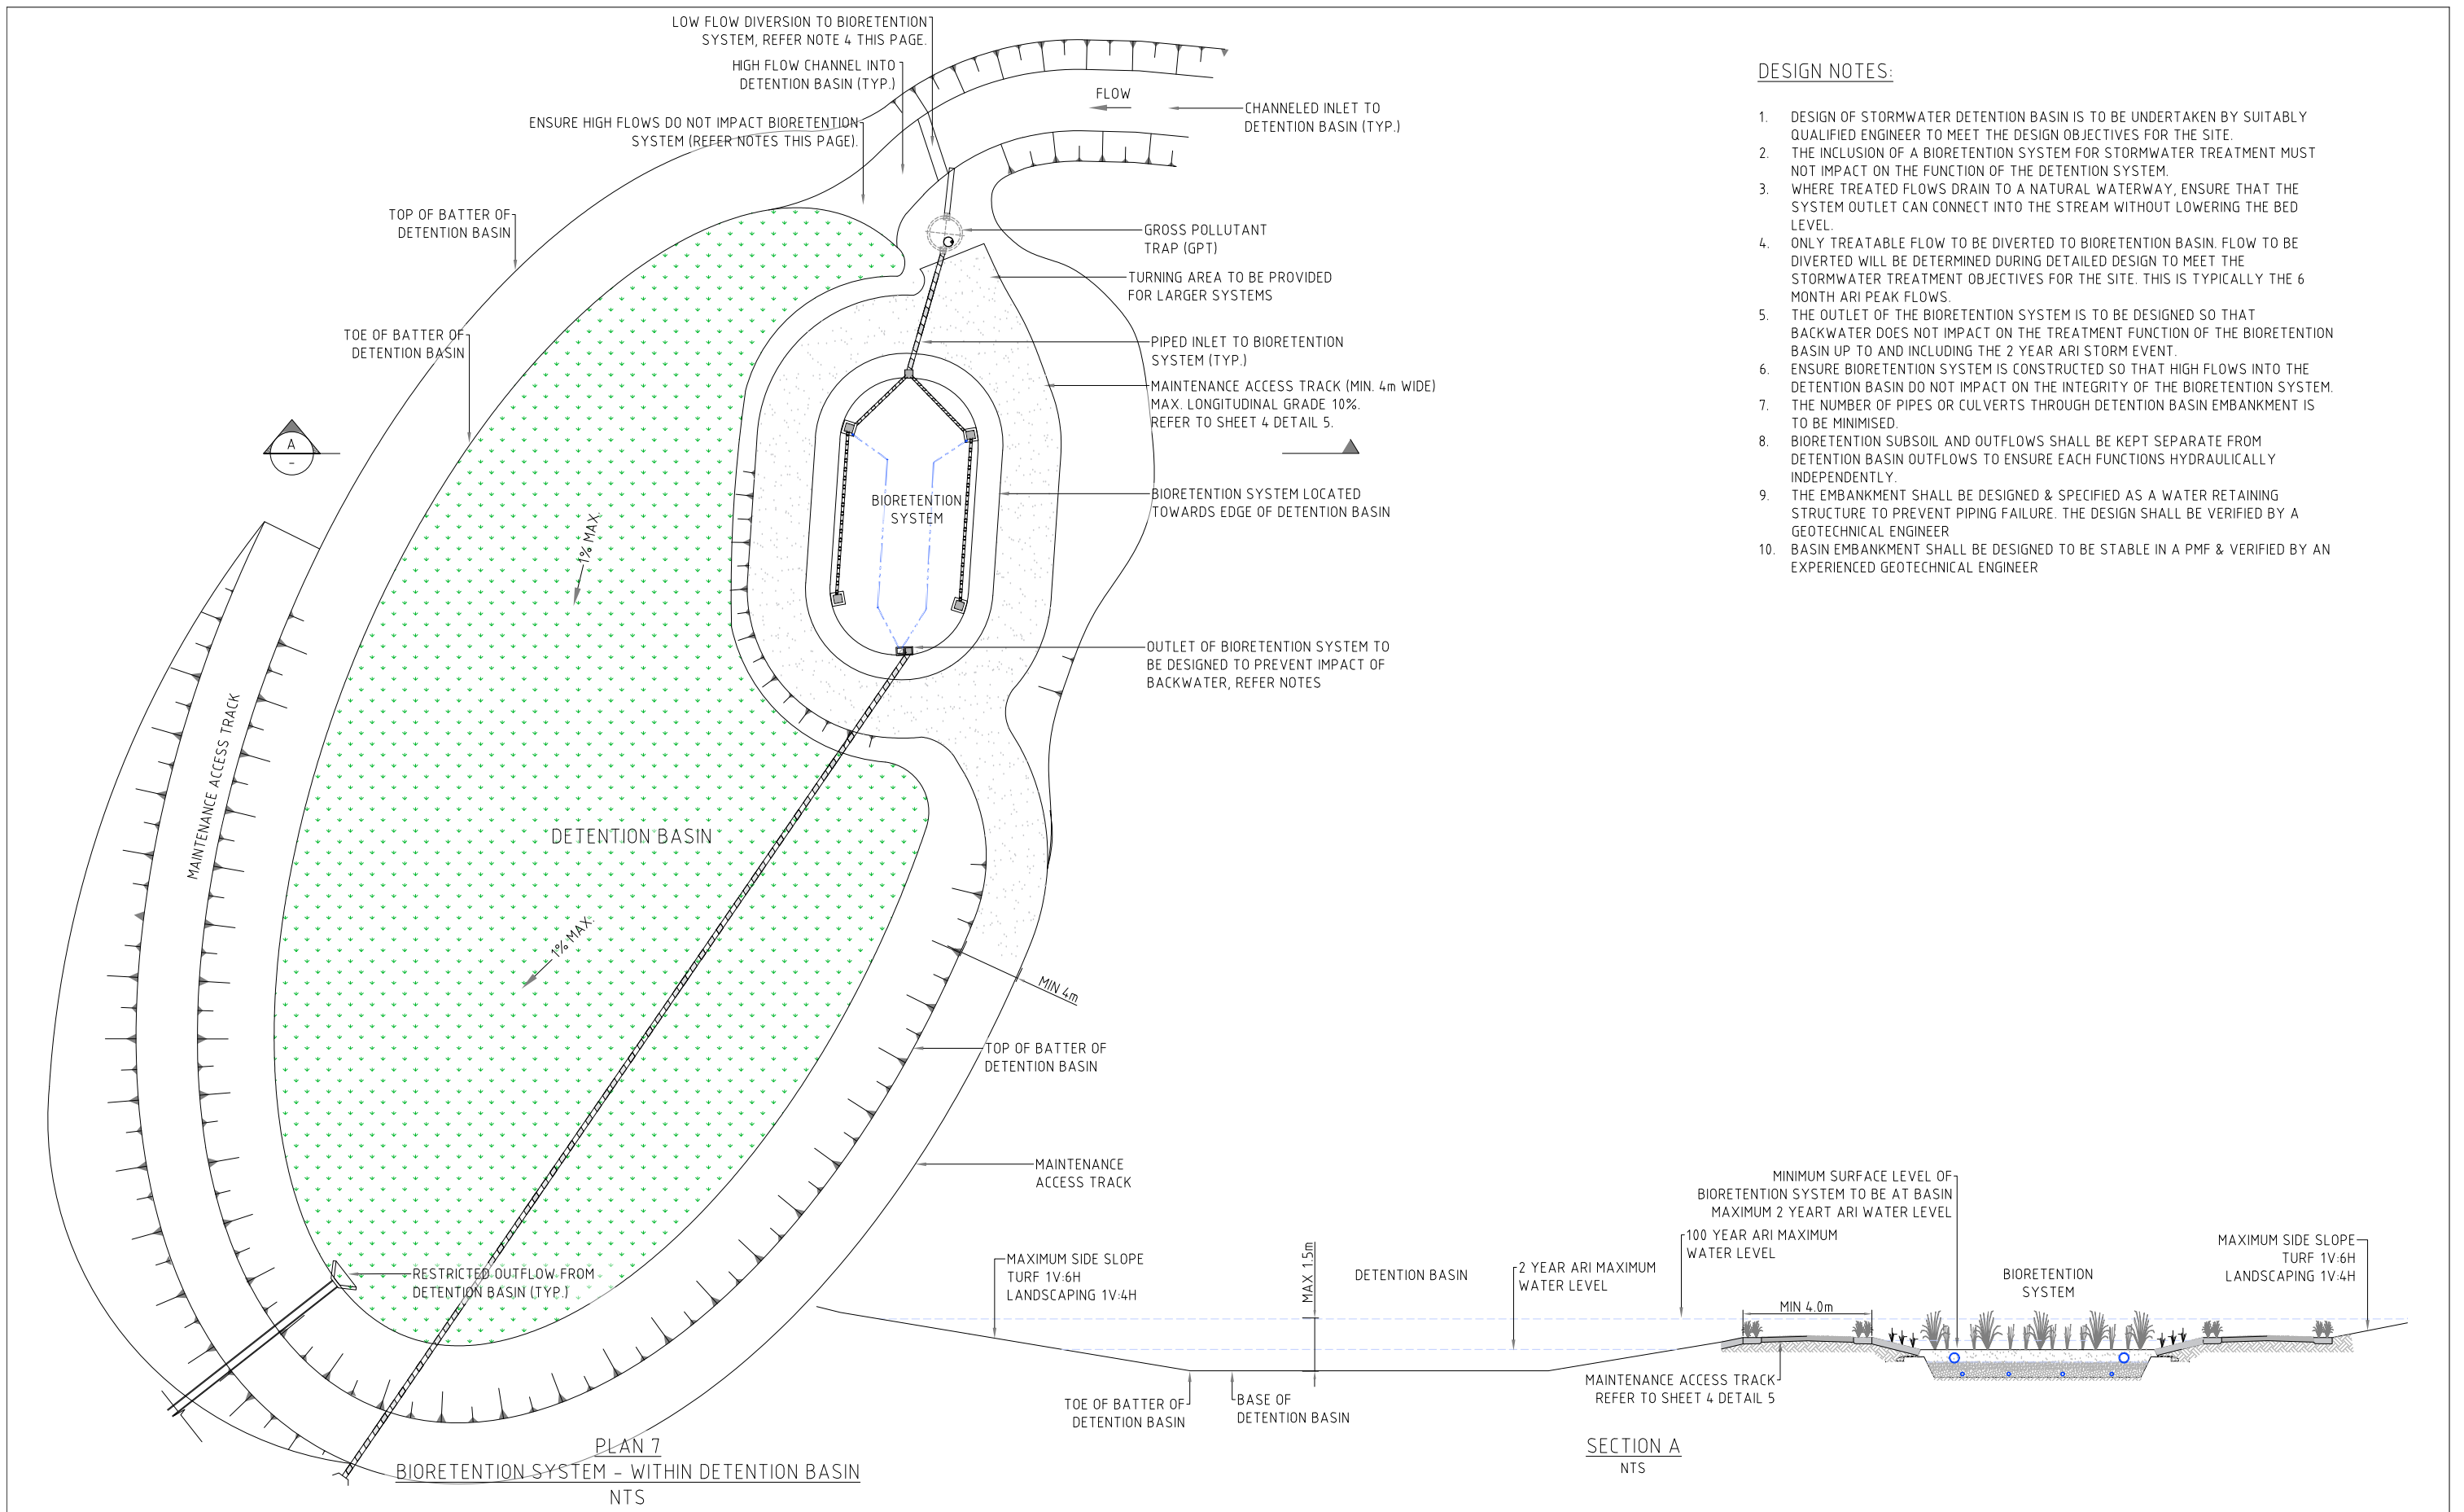 LOW FLOW DIVERSION TO BIORETENTION
SYSTEM, REFER NOTE 4 THIS PAGE.
HIGH FLOW CHANNEL INTO
DETENTION BASIN (TYP.)
ENSURE HIGH FLOWS DO NOT IMPACT BIORETENTION
SYSTEM (REFER NOTES THIS PAGE).
FLOW
CHANNELED INLET TO
DETENTION BASIN (TYP.)
TOP OF BATTER OF
DETENTION BASIN
GROSS POLLUTANT
TRAP (GPT)
TURNING AREA TO BE PROVIDED
FOR LARGER SYSTEMS
TOE OF BATTER OF
DETENTION BASIN
PIPED INLET TO BIORETENTION
SYSTEM (TYP.)
MAINTENANCE ACCESS TRACK (MIN. 4m WIDE)
MAX. LONGITUDINAL GRADE 10%.
REFER TO SHEET 4 DETAIL 5.
A
-
BIORETENTION
SYSTEM
BIORETENTION SYSTEM LOCATED
TOWARDS EDGE OF DETENTION BASIN
1% MAX.
OUTLET OF BIORETENTION SYSTEM TO
BE DESIGNED TO PREVENT IMPACT OF
BACKWATER, REFER NOTES
MAINTENANCE ACCESS TRACK
DETENTION BASIN
1% MAX.
MIN 4m
TOP OF BATTER OF
DETENTION BASIN
MAINTENANCE
ACCESS TRACK
RESTRICTED OUTFLOW FROM
DETENTION BASIN (TYP.)
PLAN 7
BIORETENTION SYSTEM - WITHIN DETENTION BASIN
NTS
DESIGN NOTES:
1. DESIGN OF STORMWATER DETENTION BASIN IS TO BE UNDERTAKEN BY SUITABLY
QUALIFIED ENGINEER TO MEET THE DESIGN OBJECTIVES FOR THE SITE.
2. THE INCLUSION OF A BIORETENTION SYSTEM FOR STORMWATER TREATMENT MUST
NOT IMPACT ON THE FUNCTION OF THE DETENTION SYSTEM.
3. WHERE TREATED FLOWS DRAIN TO A NATURAL WATERWAY, ENSURE THAT THE
SYSTEM OUTLET CAN CONNECT INTO THE STREAM WITHOUT LOWERING THE BED
LEVEL.
4. ONLY TREATABLE FLOW TO BE DIVERTED TO BIORETENTION BASIN. FLOW TO BE
DIVERTED WILL BE DETERMINED DURING DETAILED DESIGN TO MEET THE
STORMWATER TREATMENT OBJECTIVES FOR THE SITE. THIS IS TYPICALLY THE 6
MONTH ARI PEAK FLOWS.
5. THE OUTLET OF THE BIORETENTION SYSTEM IS TO BE DESIGNED SO THAT
BACKWATER DOES NOT IMPACT ON THE TREATMENT FUNCTION OF THE BIORETENTION
BASIN UP TO AND INCLUDING THE 2 YEAR ARI STORM EVENT.
6. ENSURE BIORETENTION SYSTEM IS CONSTRUCTED SO THAT HIGH FLOWS INTO THE
DETENTION BASIN DO NOT IMPACT ON THE INTEGRITY OF THE BIORETENTION SYSTEM.
7. THE NUMBER OF PIPES OR CULVERTS THROUGH DETENTION BASIN EMBANKMENT IS
TO BE MINIMISED.
8. BIORETENTION SUBSOIL AND OUTFLOWS SHALL BE KEPT SEPARATE FROM
DETENTION BASIN OUTFLOWS TO ENSURE EACH FUNCTIONS HYDRAULICALLY
INDEPENDENTLY.
9. THE EMBANKMENT SHALL BE DESIGNED & SPECIFIED AS A WATER RETAINING
STRUCTURE TO PREVENT PIPING FAILURE. THE DESIGN SHALL BE VERIFIED BY A
GEOTECHNICAL ENGINEER
10. BASIN EMBANKMENT SHALL BE DESIGNED TO BE STABLE IN A PMF & VERIFIED BY AN
EXPERIENCED GEOTECHNICAL ENGINEER
MINIMUM SURFACE LEVEL OF
BIORETENTION SYSTEM TO BE AT BASIN
MAXIMUM 2 YEART ARI WATER LEVEL
100 YEAR ARI MAXIMUM
WATER LEVEL
MAXIMUM SIDE SLOPE
TURF 1V:6H
LANDSCAPING 1V:4H
MAX 1.5m
DETENTION BASIN
2 YEAR ARI MAXIMUM
WATER LEVEL
MAXIMUM SIDE SLOPE
TURF 1V:6H
LANDSCAPING 1V:4H
BIORETENTION
SYSTEM
MIN 4.0m
MAINTENANCE ACCESS TRACK
REFER TO SHEET 4 DETAIL 5
TOE OF BATTER OF
DETENTION BASIN
BASE OF
DETENTION BASIN
SECTION A
NTS